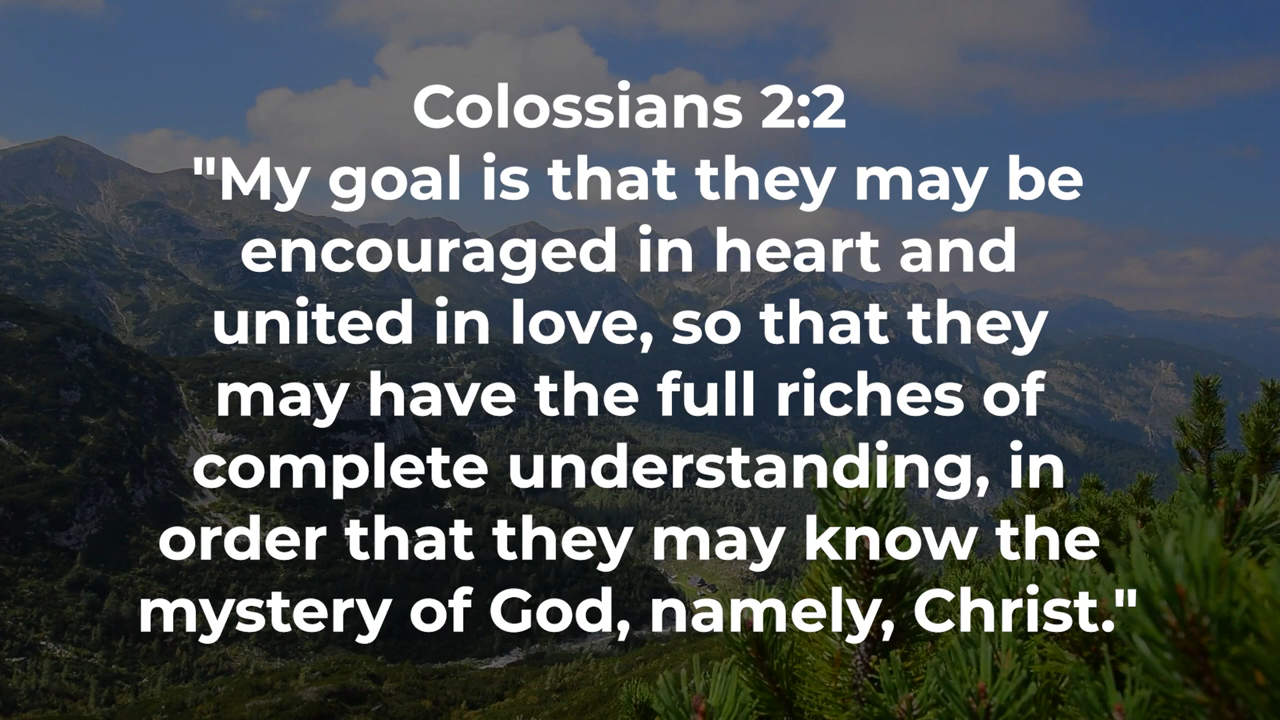 Colossians 2:2
"My goal is that they may be
encouraged in heart and
united in love, so that they
may have the full riches of
complete understanding, in
order that they may know the
mystery of God, namely, Christ."